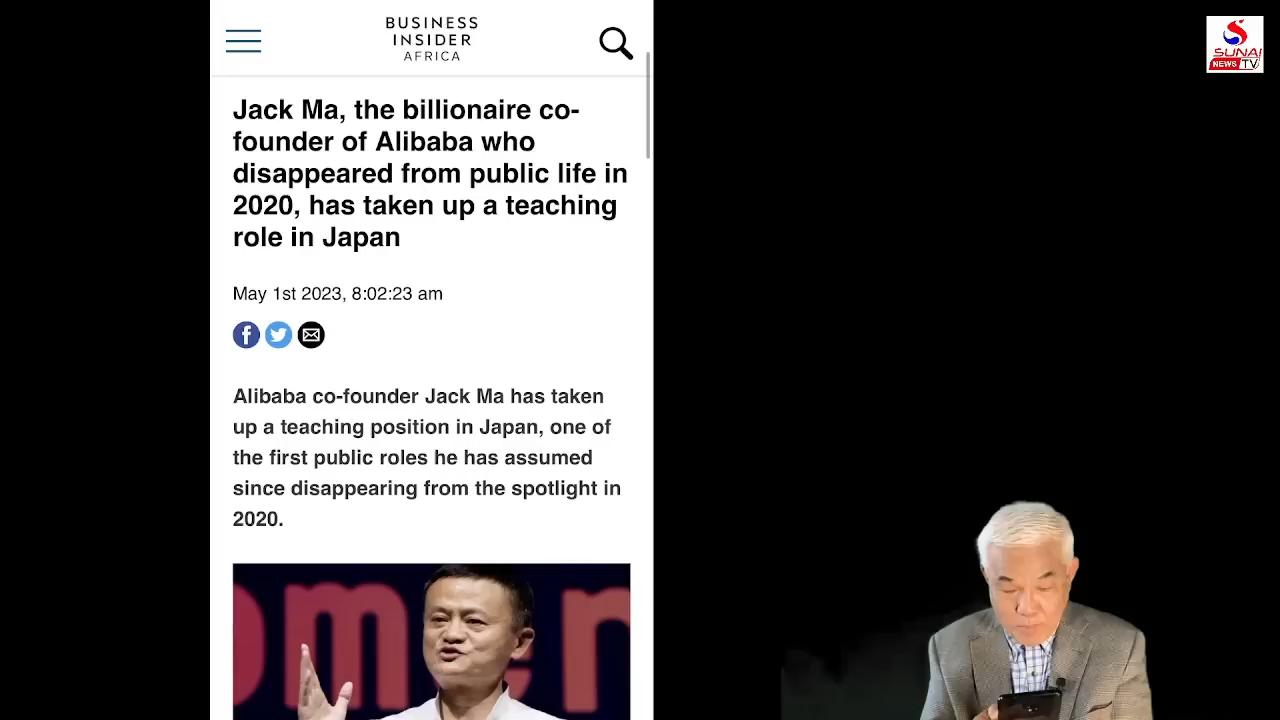 BUSINESS
INSIDER
AFRICA
SUNAI
NEWS TV
Jack Ma, the billionaire co-
founder of Alibaba who
disappeared from public life in
2020, has taken up a teaching
role in Japan
May 1st 2023, 8:02:23 am
Alibaba co-founder Jack Ma has taken
up a teaching position in Japan, one of
the first public roles he has assumed
since disappearing from the spotlight in
2020.
omen